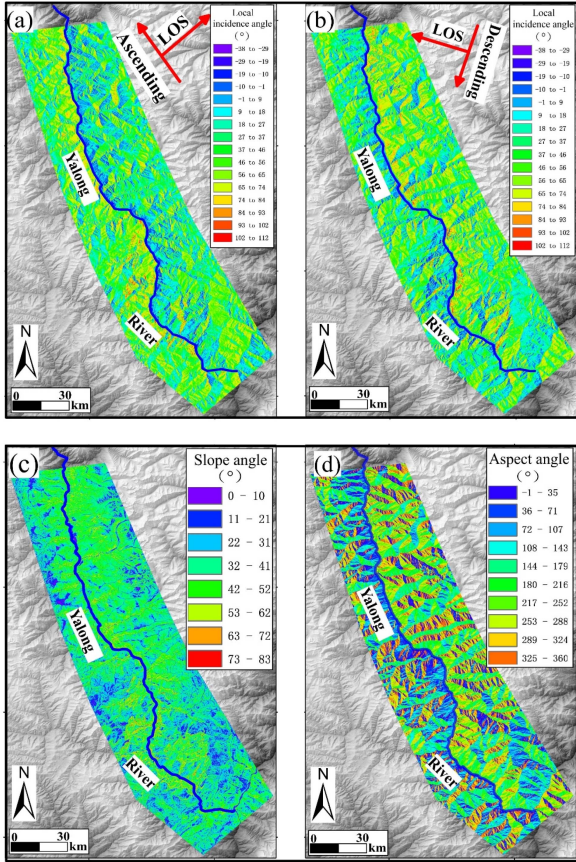 (a)
Ascending
LOS
Local
incidence angle
(°)
-38 to -29
-29 to -19
-19 to -10
-10 to -1
-1 to 9
9 to 18
18 to 27
27 to 37
37 to 46
46 to 56
56 to 65
65 to 74
74 to 84
84 to 93
93 to 102
102 to 112
Yalong
River
N
0 30
km
(b)
LOS
Descending
Local
incidence angle
(°)
-38 to -29
-29 to -19
-19 to -10
-10 to -1
-1 to 9
9 to 18
18 to 27
27 to 37
37 to 46
46 to 56
56 to 65
65 to 74
74 to 84
84 to 93
93 to 102
102 to 112
Yalong
River
N
0 30
km
(c)
Slope angle
(°)
0 - 10
11 - 21
22 - 31
32 - 41
42 - 52
53 - 62
63 - 72
73 - 83
Yalong
River
N
0 30
km
(d)
Aspect angle
(°)
-1 - 35
36 - 71
72 - 107
108 - 143
144 - 179
180 - 216
217 - 252
253 - 288
289 - 324
325 - 360
Yalong
River
N
0 30
km